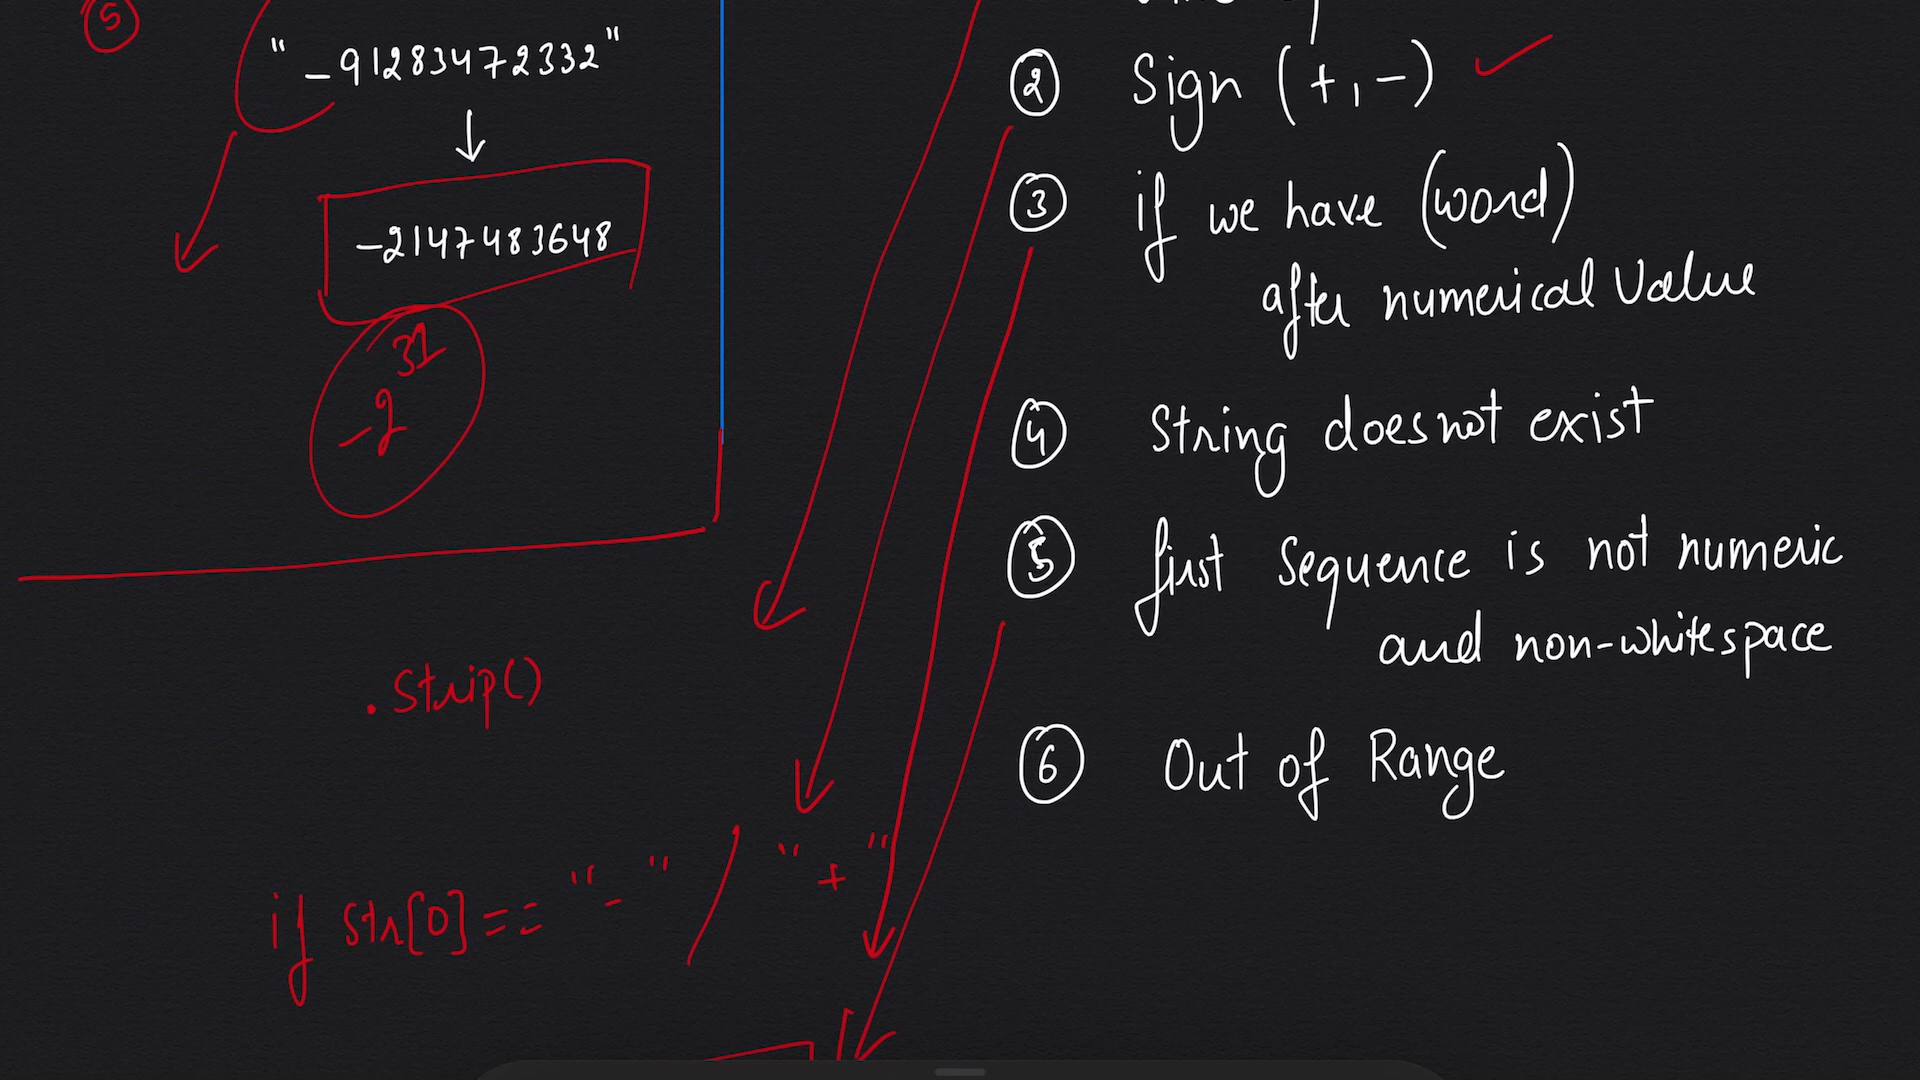 5
"-91283472332"
↓
-2147483648
-2^31
.Strip()
if str[0]== "-" / "+"
2 Sign (+,-) ✓
3 if we have (word)
after numerical Value
4 String does not exist
5 first Sequence is not numeric
and non-whitespace
6 Out of Range